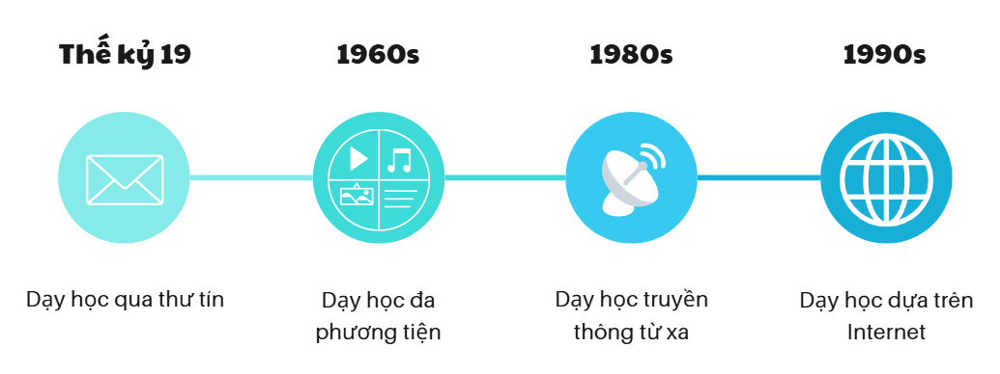 Thế kỷ 19
1960s
1980s
1990s
Dạy học qua thư tín
Dạy học đa
phương tiện
Dạy học truyền
thông từ xa
Dạy học dựa trên
Internet